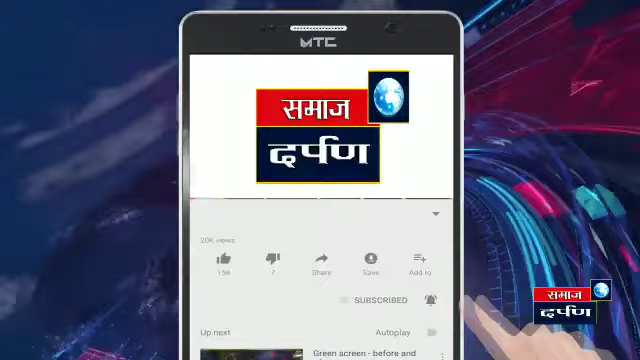 MTC
समाज
दर्पण
20K views
158
7
Share
Save
Add to
SUBSCRIBED
समाज
दर्पण
Up next
Autoplay
Green screen - before and